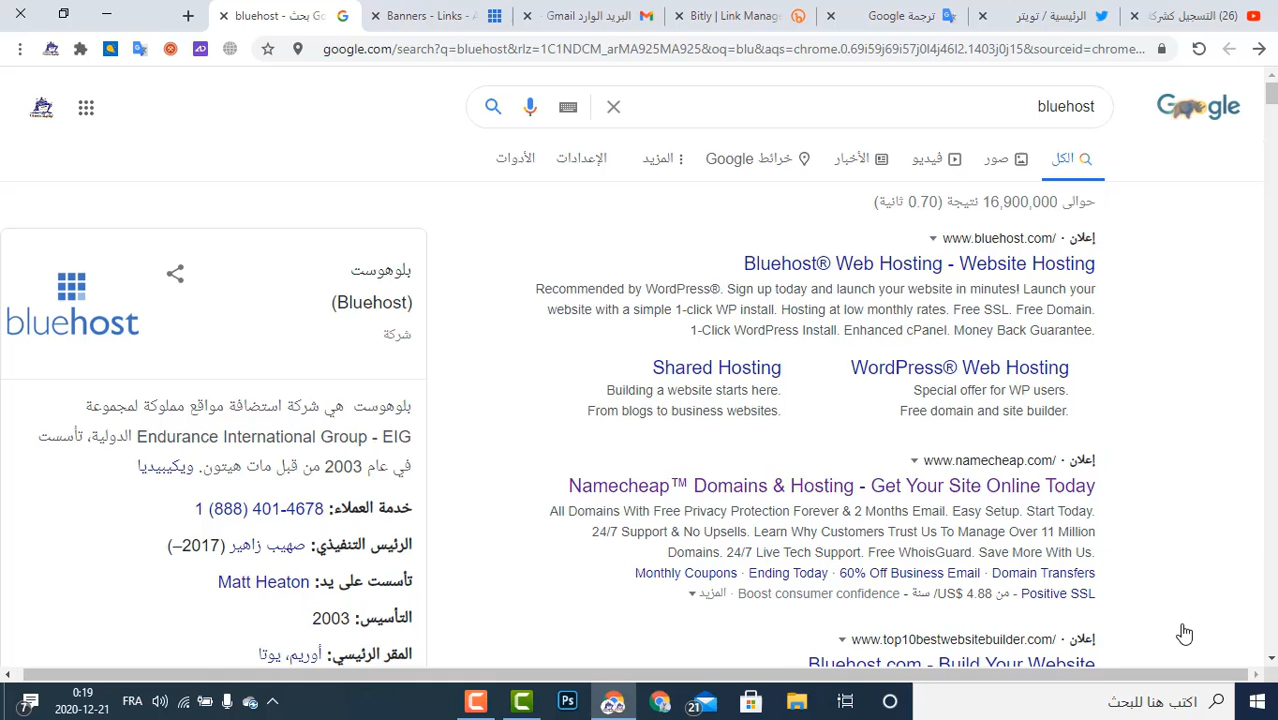 (26) التسجيل كشركا
الرئيسية / تويتر
ترجمة Google
Bitly | Link Manage
البريد الوارد Gmail
Banners - Links - A
bluehost - بحث Go
google.com/search?q=bluehost&rlz=1C1NDCM_arMA925MA925&oq=blu&aqs=chrome.0.69i59j69i57j0l4j46l2.1403j0j15&sourceid=chrome...
Google
bluehost
الكل
صور
فيديو
الأخبار
خرائط Google
المزيد
الإعدادات
الأدوات
حوالى 16,900,000 نتيجة (0.70 ثانية)
إعلان · www.bluehost.com/
Bluehost® Web Hosting - Website Hosting
Recommended by WordPress®. Sign up today and launch your website in minutes! Launch your
website with a simple 1-click WP install. Hosting at low monthly rates. Free SSL. Free Domain.
1-Click WordPress Install. Enhanced cPanel. Money Back Guarantee.
WordPress® Web Hosting
Special offer for WP users.
Free domain and site builder.
Shared Hosting
Building a website starts here.
From blogs to business websites.
إعلان · www.namecheap.com/
Namecheap™ Domains & Hosting - Get Your Site Online Today
All Domains With Free Privacy Protection Forever & 2 Months Email. Easy Setup. Start Today.
24/7 Support & No Upsells. Learn Why Customers Trust Us To Manage Over 11 Million
Domains. 24/7 Live Tech Support. Free WhoisGuard. Save More With Us.
Monthly Coupons · Ending Today · 60% Off Business Email · Domain Transfers
Positive SSL - من US$ 4.88/ سنة - Boost consumer confidence المزيد
إعلان · www.top10bestwebsitebuilder.com/
Bluehost.com - Build Your Website
بلوهوست
(Bluehost)
شركة
bluehost
بلوهوست هي شركة استضافة مواقع مملوكة لمجموعة
Endurance International Group - EIG الدولية، تأسست
في عام 2003 من قبل مات هيتون. ويكيبيديا
خدمة العملاء: 1 (888) 401-4678
الرئيس التنفيذي: صهيب زاهير (2017–)
تأسست على يد: Matt Heaton
التأسيس: 2003
المقر الرئيسي: أوريم، يوتا
اكتب هنا للبحث
21
Ps
FRA
0:19
2020-12-21
7